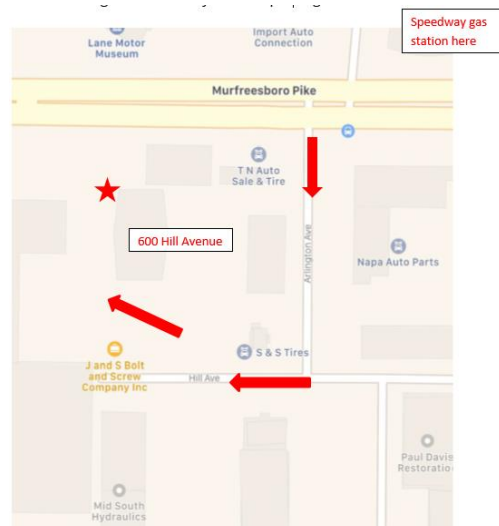 Speedway gas
station here
Import Auto
Connection
Lane Motor
Museum
Murfreesboro Pike
T N Auto
Sale & Tire
600 Hill Avenue
Arlington Ave
Napa Auto Parts
S & S Tires
J and S Bolt
and Screw
Company Inc
Hill Ave
Paul Davis
Restoration
Mid South
Hydraulics